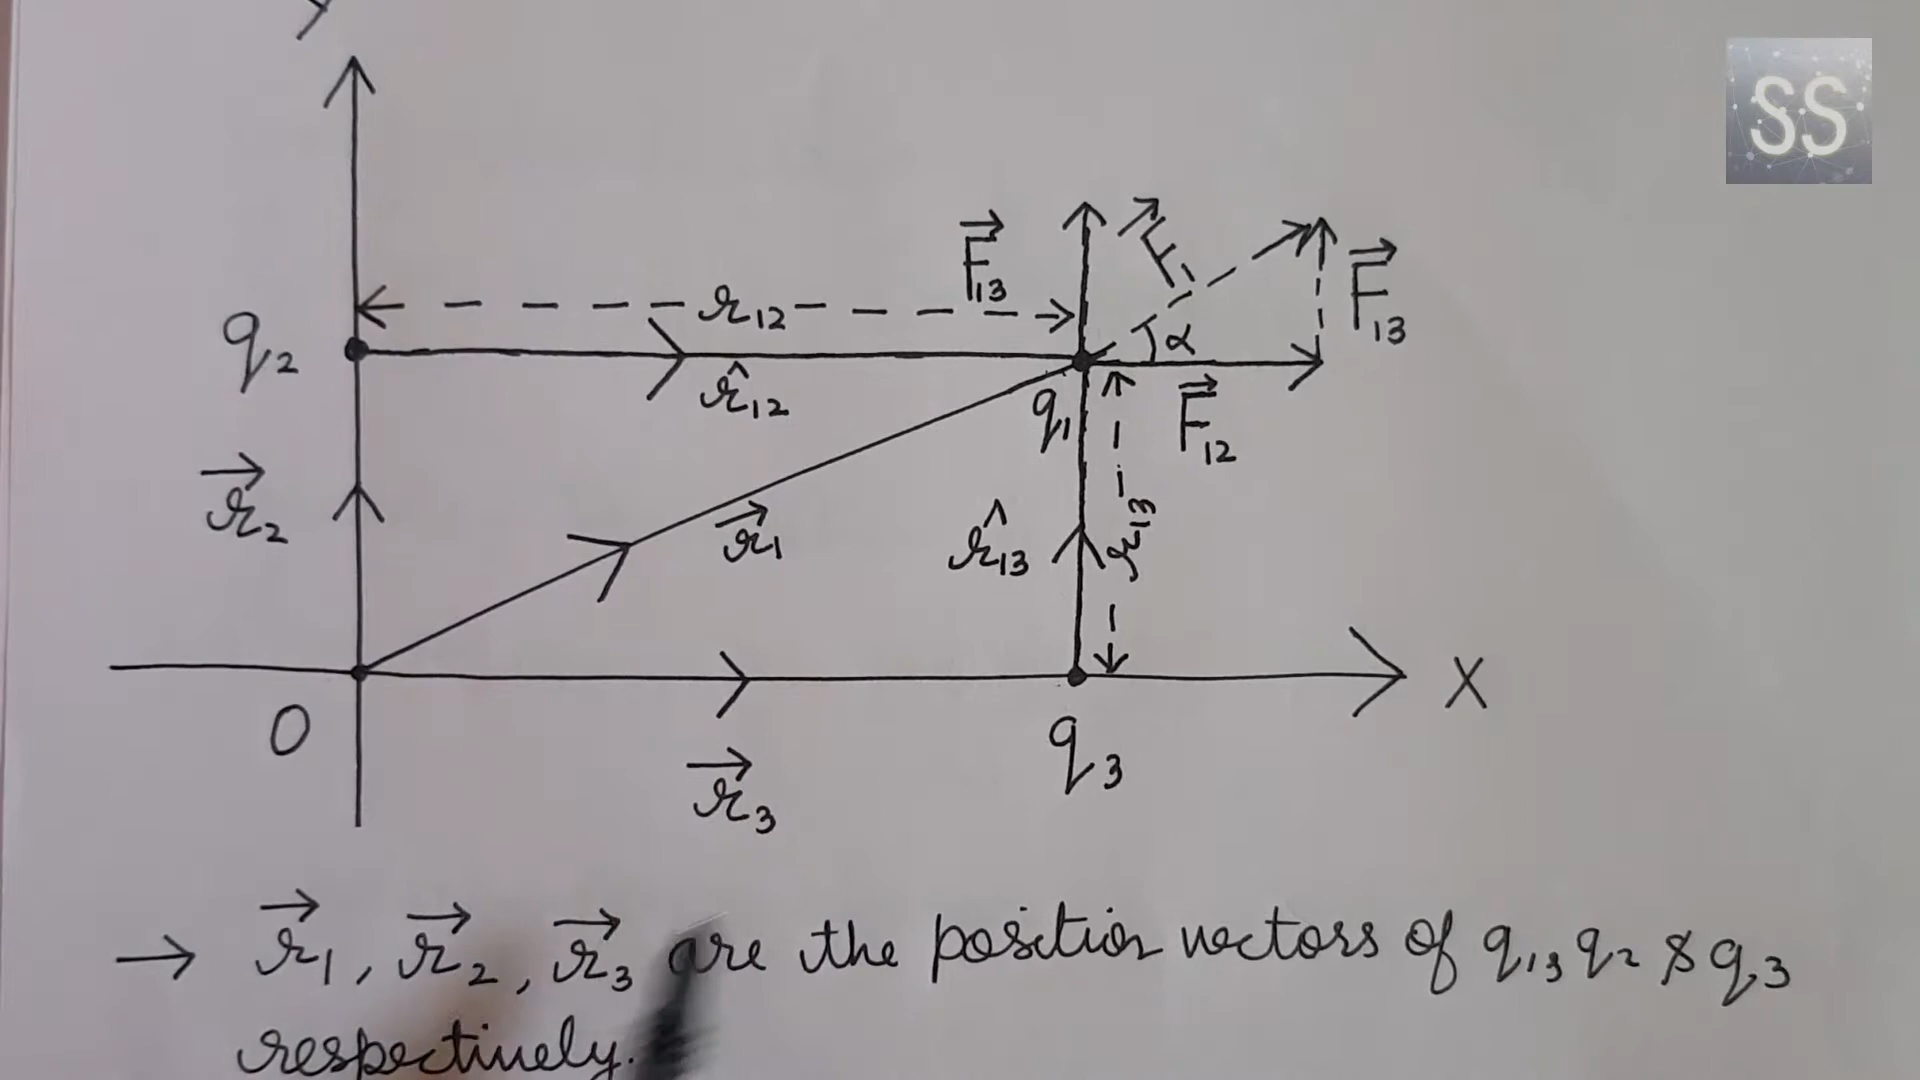 Y
SS
F⃗13
F⃗1
F⃗13
r12
α
q2
r̂12
q1
F⃗12
r⃗2
r⃗1
r̂13
r13
X
O
q3
r⃗3
→ r⃗1, r⃗2, r⃗3 are the position vectors of q1, q2 & q3
respectively.